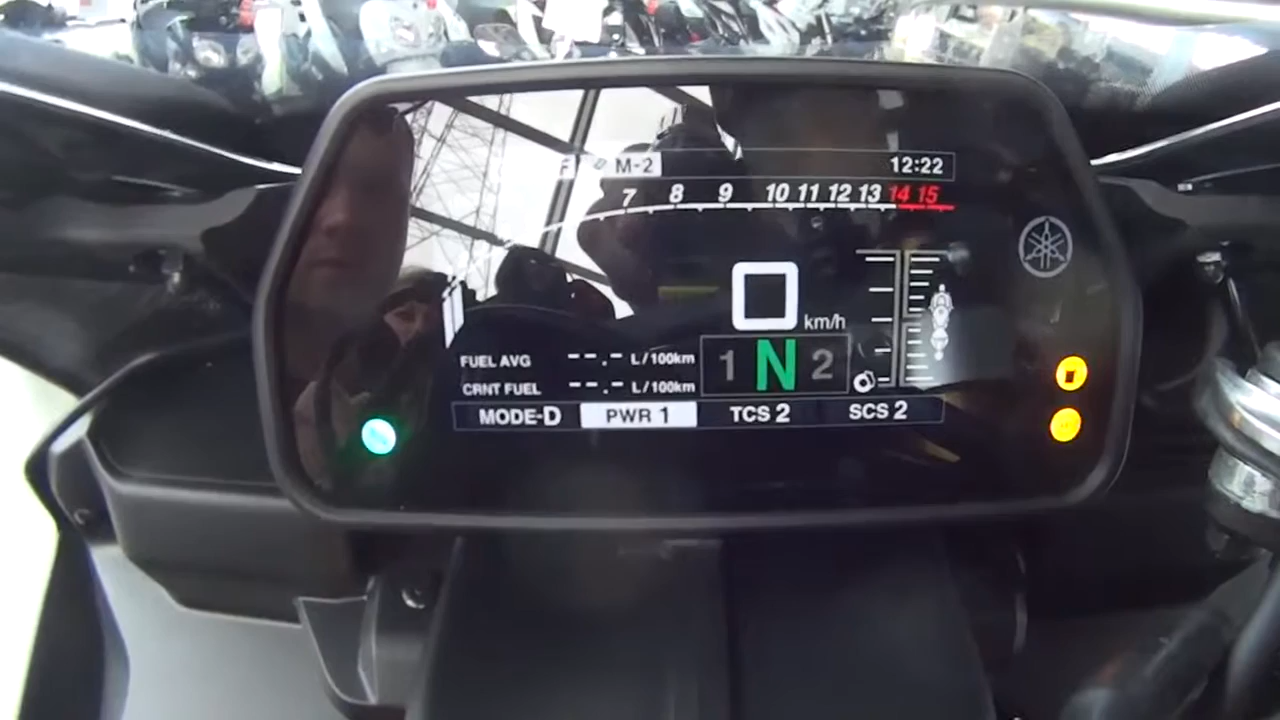 F M-2 12:22
7 8 9 10 11 12 13 14 15
0 km/h
FUEL AVG --.- L/100km
CRNT FUEL --.- L/100km
1 N 2
MODE-D PWR 1 TCS 2 SCS 2